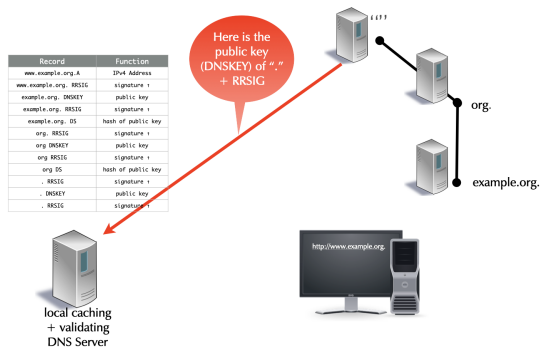 Here is the
public key
(DNSKEY) of “.”
+ RRSIG
“”
org.
example.org.
Record Function
www.example.org.A IPv4 Address
www.example.org. RRSIG signature ↑
example.org. DNSKEY public key
example.org. RRSIG signature ↑
example.org. DS hash of public key
org. RRSIG signature ↑
org DNSKEY public key
org RRSIG signature ↑
org DS hash of public key
. RRSIG signature ↑
. DNSKEY public key
. RRSIG signature ↑
http://www.example.org.
local caching
+ validating
DNS Server